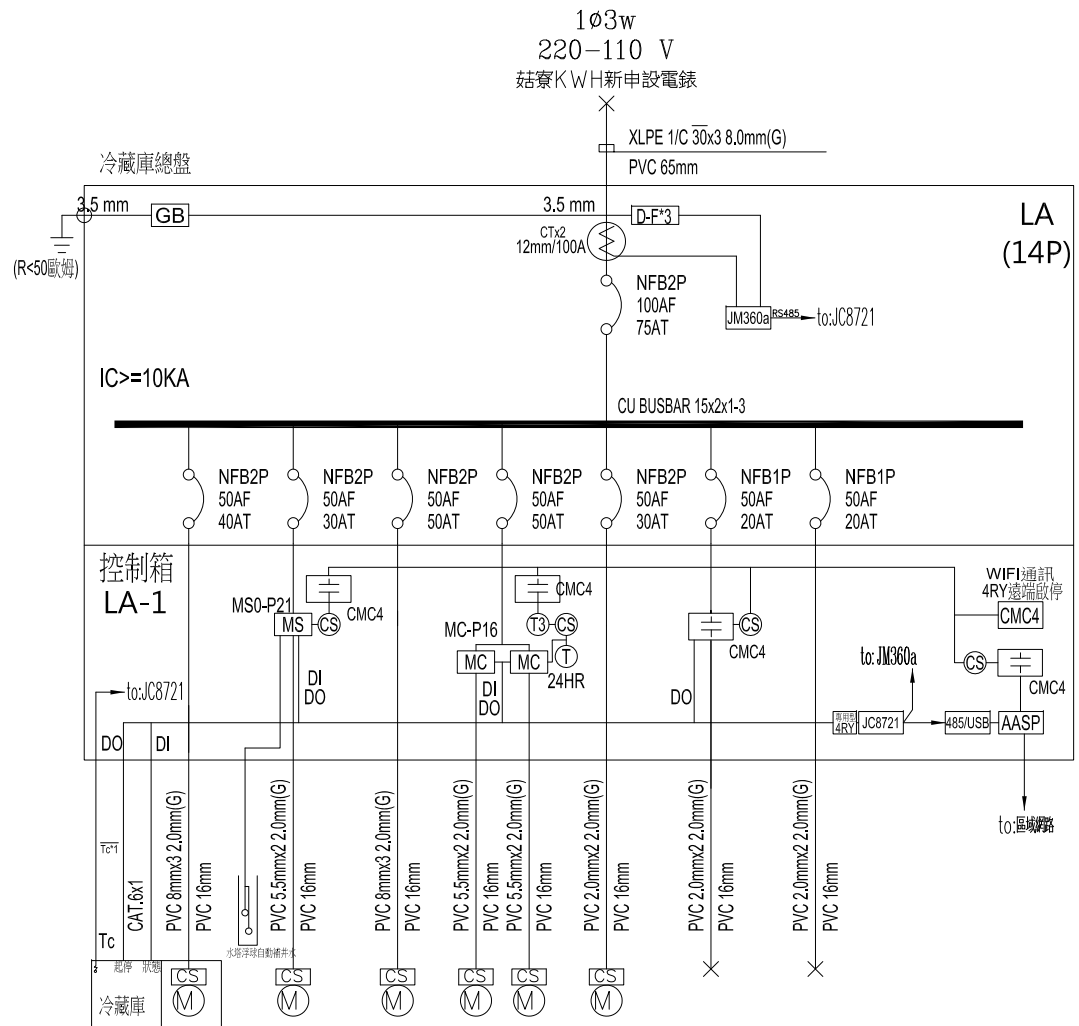 1ø3w
220-110 V
菇寮KWH新申設電錶
XLPE 1/C 30x3 8.0mm(G)
PVC 65mm
冷藏庫總盤
3.5 mm
GB
3.5 mm
D-F*3
LA
(14P)
(R<50歐姆)
CTx2
12mm/100A
NFB2P
100AF
75AT
JM360a
RS485
to:JC8721
IC>=10KA
CU BUSBAR 15x2x1-3
NFB2P
50AF
40AT
NFB2P
50AF
30AT
NFB2P
50AF
50AT
NFB2P
50AF
50AT
NFB2P
50AF
30AT
NFB1P
50AF
20AT
NFB1P
50AF
20AT
控制箱
LA-1
MS0-P21
MS
CS
CMC4
MC-P16
MC
MC
T3
CS
CMC4
T
24HR
CS
CMC4
WIFI通訊
4RY遠端啟停
CMC4
CS
CMC4
to:JM360a
to:JC8721
DI
DO
DI
DO
DO
專用型
4RY
JC8721
485/USB
AASP
DO
DI
to:區域網路
Tc*1
Tc
CAT.6x1
PVC 8mmx3 2.0mm(G)
PVC 16mm
PVC 5.5mmx2 2.0mm(G)
PVC 16mm
PVC 8mmx3 2.0mm(G)
PVC 16mm
PVC 5.5mmx2 2.0mm(G)
PVC 5.5mmx2 2.0mm(G)
PVC 16mm
PVC 2.0mmx2 2.0mm(G)
PVC 16mm
PVC 2.0mmx2 2.0mm(G)
PVC 16mm
PVC 2.0mmx2 2.0mm(G)
PVC 16mm
水塔浮球自動補井水
起停
狀態
冷藏庫
CS
M
CS
M
CS
M
CS
M
CS
M
CS
M